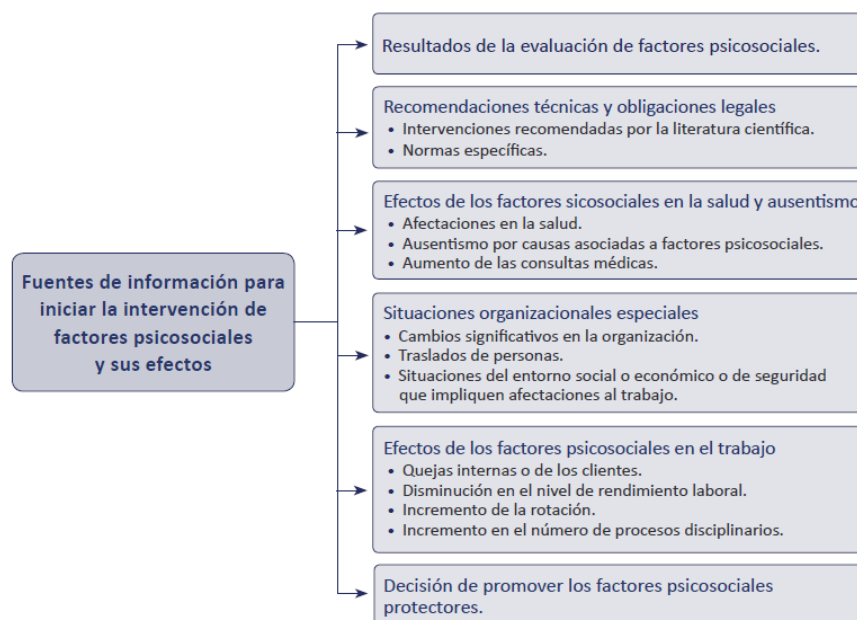 Resultados de la evaluación de factores psicosociales.
Recomendaciones técnicas y obligaciones legales
• Intervenciones recomendadas por la literatura científica.
• Normas específicas.
Efectos de los factores sicosociales en la salud y ausentismo
• Afectaciones en la salud.
• Ausentismo por causas asociadas a factores psicosociales.
• Aumento de las consultas médicas.
Fuentes de información para
iniciar la intervención de
factores psicosociales
y sus efectos
Situaciones organizacionales especiales
• Cambios significativos en la organización.
• Traslados de personas.
• Situaciones del entorno social o económico o de seguridad
que impliquen afectaciones al trabajo.
Efectos de los factores psicosociales en el trabajo
• Quejas internas o de los clientes.
• Disminución en el nivel de rendimiento laboral.
• Incremento de la rotación.
• Incremento en el número de procesos disciplinarios.
Decisión de promover los factores psicosociales
protectores.